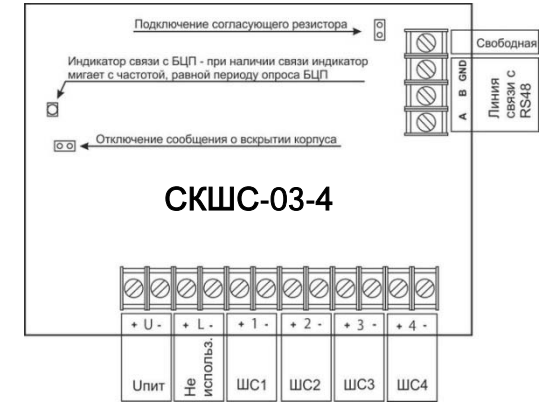 Подключение согласующего резистора
Свободная
Индикатор связи с БЦП - при наличии связи индикатор
мигает с частотой, равной периоду опроса БЦП
GND
B
A
Линия
связи с
RS48
Отключение сообщения о вскрытии корпуса
СКШС-03-4
+ U - + L - + 1 - + 2 - + 3 - + 4 -
Uпит
Не
использ.
ШС1
ШС2
ШС3
ШС4